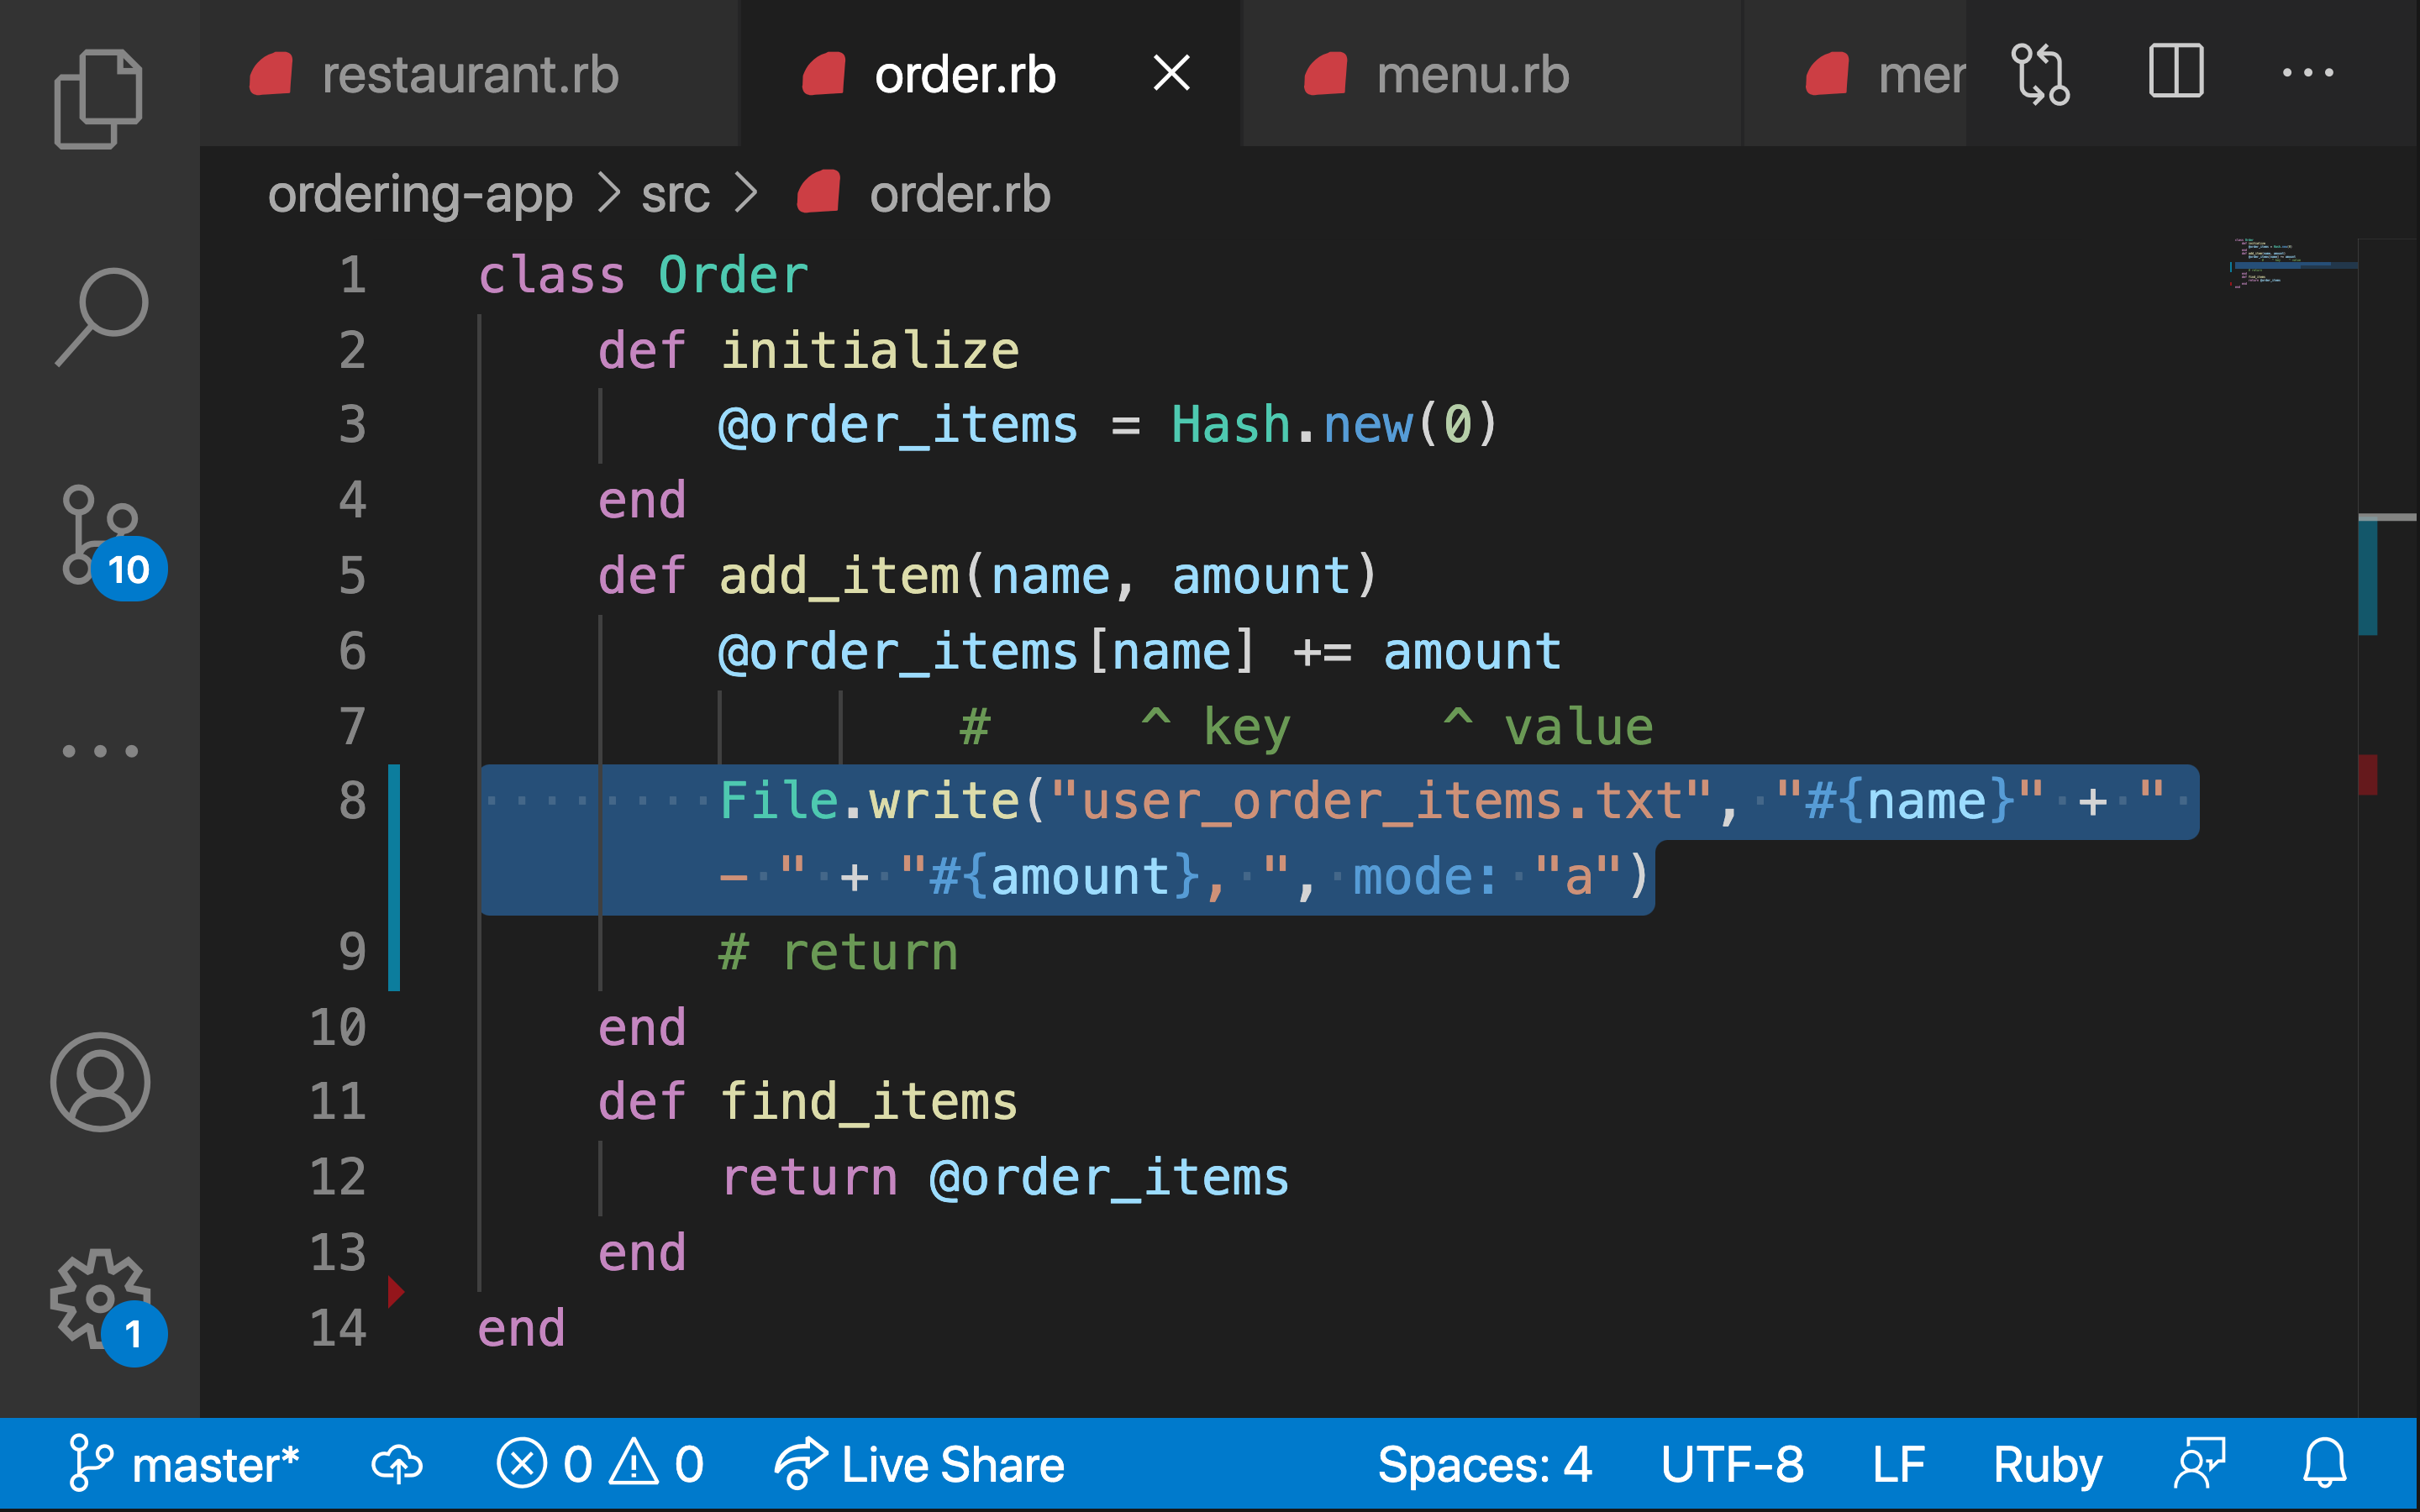 restaurant.rb order.rb menu.rb mer
ordering-app src order.rb
1 class Order
2 def initialize
3 @order_items = Hash.new(0)
4 end
5 def add_item(name, amount)
6 @order_items[name] += amount
7 # ^ key ^ value
8 File.write("user_order_items.txt", "#{name}" + "
- " + "#{amount}, ", mode: "a")
9 # return
10 end
11 def find_items
12 return @order_items
13 end
14 end
10
1
master* 0 0 Live Share Spaces: 4 UTF-8 LF Ruby